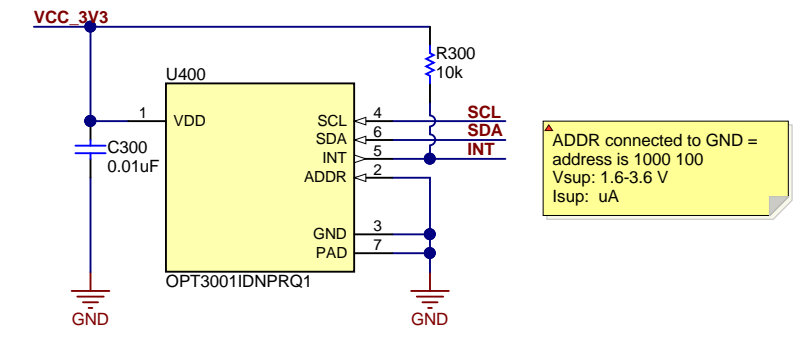 VCC_3V3
R300
10k
U400
1
VDD
SCL
4
SCL
SDA
6
SDA
INT
5
INT
ADDR
2
C300
0.01uF
GND
3
PAD
7
OPT3001IDNPRQ1
GND
GND
ADDR connected to GND =
address is 1000 100
Vsup: 1.6-3.6 V
Isup: uA